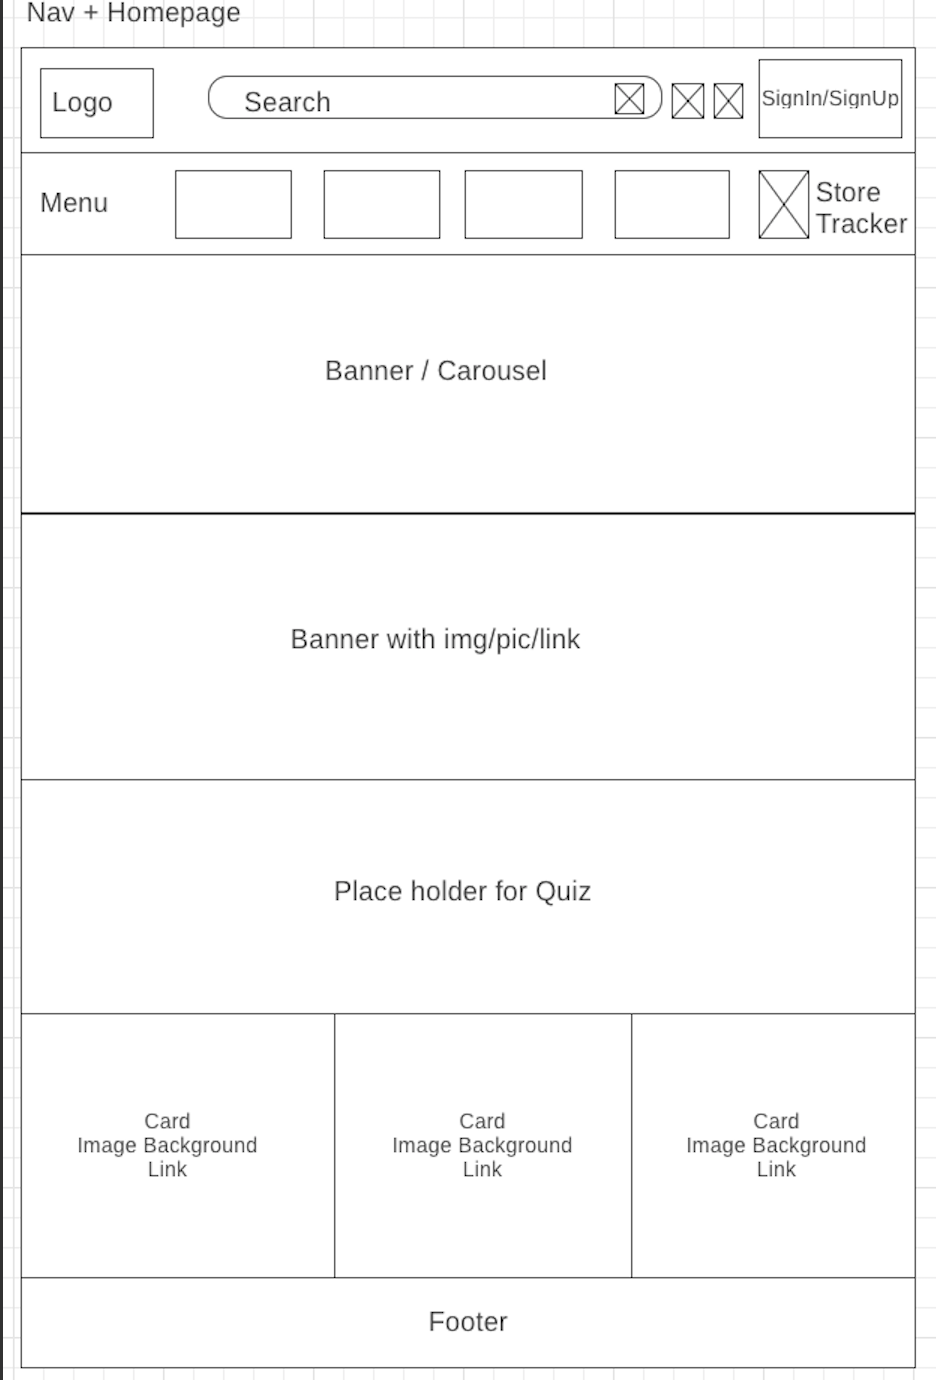 Nav + Homepage
Logo
Search
SignIn/SignUp
Menu
Store
Tracker
Banner / Carousel
Banner with img/pic/link
Place holder for Quiz
Card
Image Background
Link
Card
Image Background
Link
Card
Image Background
Link
Footer